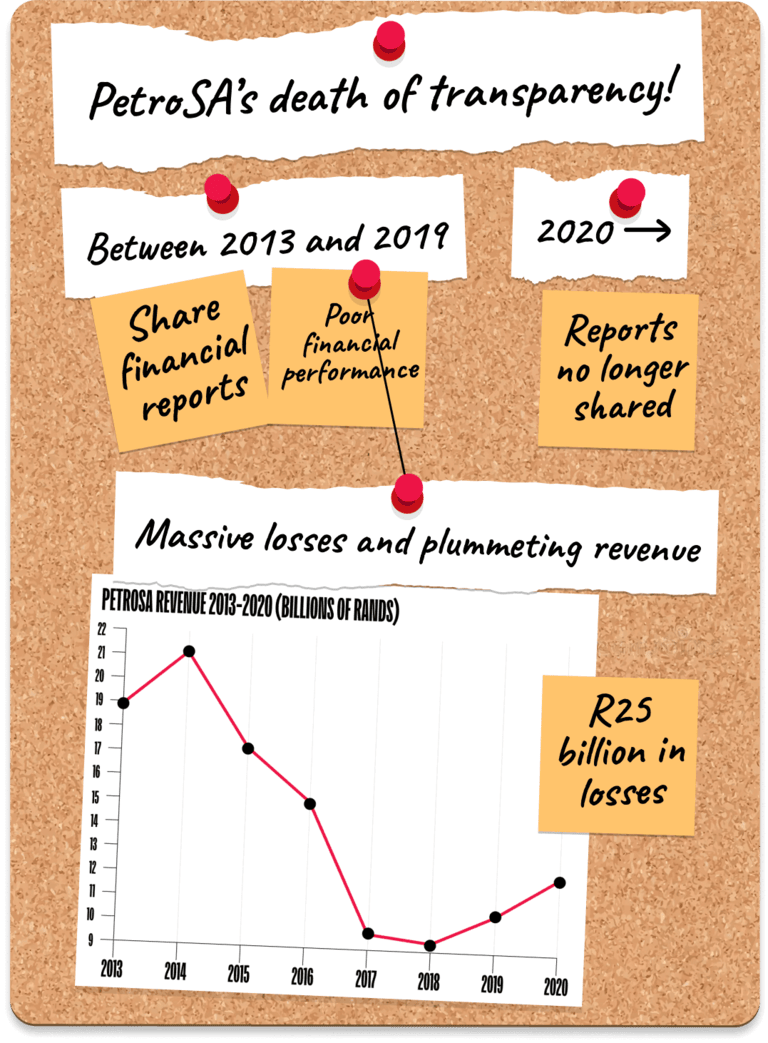 PetroSA's death of transparency!
Between 2013 and 2019
2020 →
Share
financial
reports
Poor
financial
performance
Reports
no longer
shared
Massive losses and plummeting revenue
PETROSA REVENUE 2013-2020 (BILLIONS OF RANDS)
22
21
20
19
18
17
16
15
14
13
12
11
10
9
2013 2014 2015 2016 2017 2018 2019 2020
R25
billion in
losses